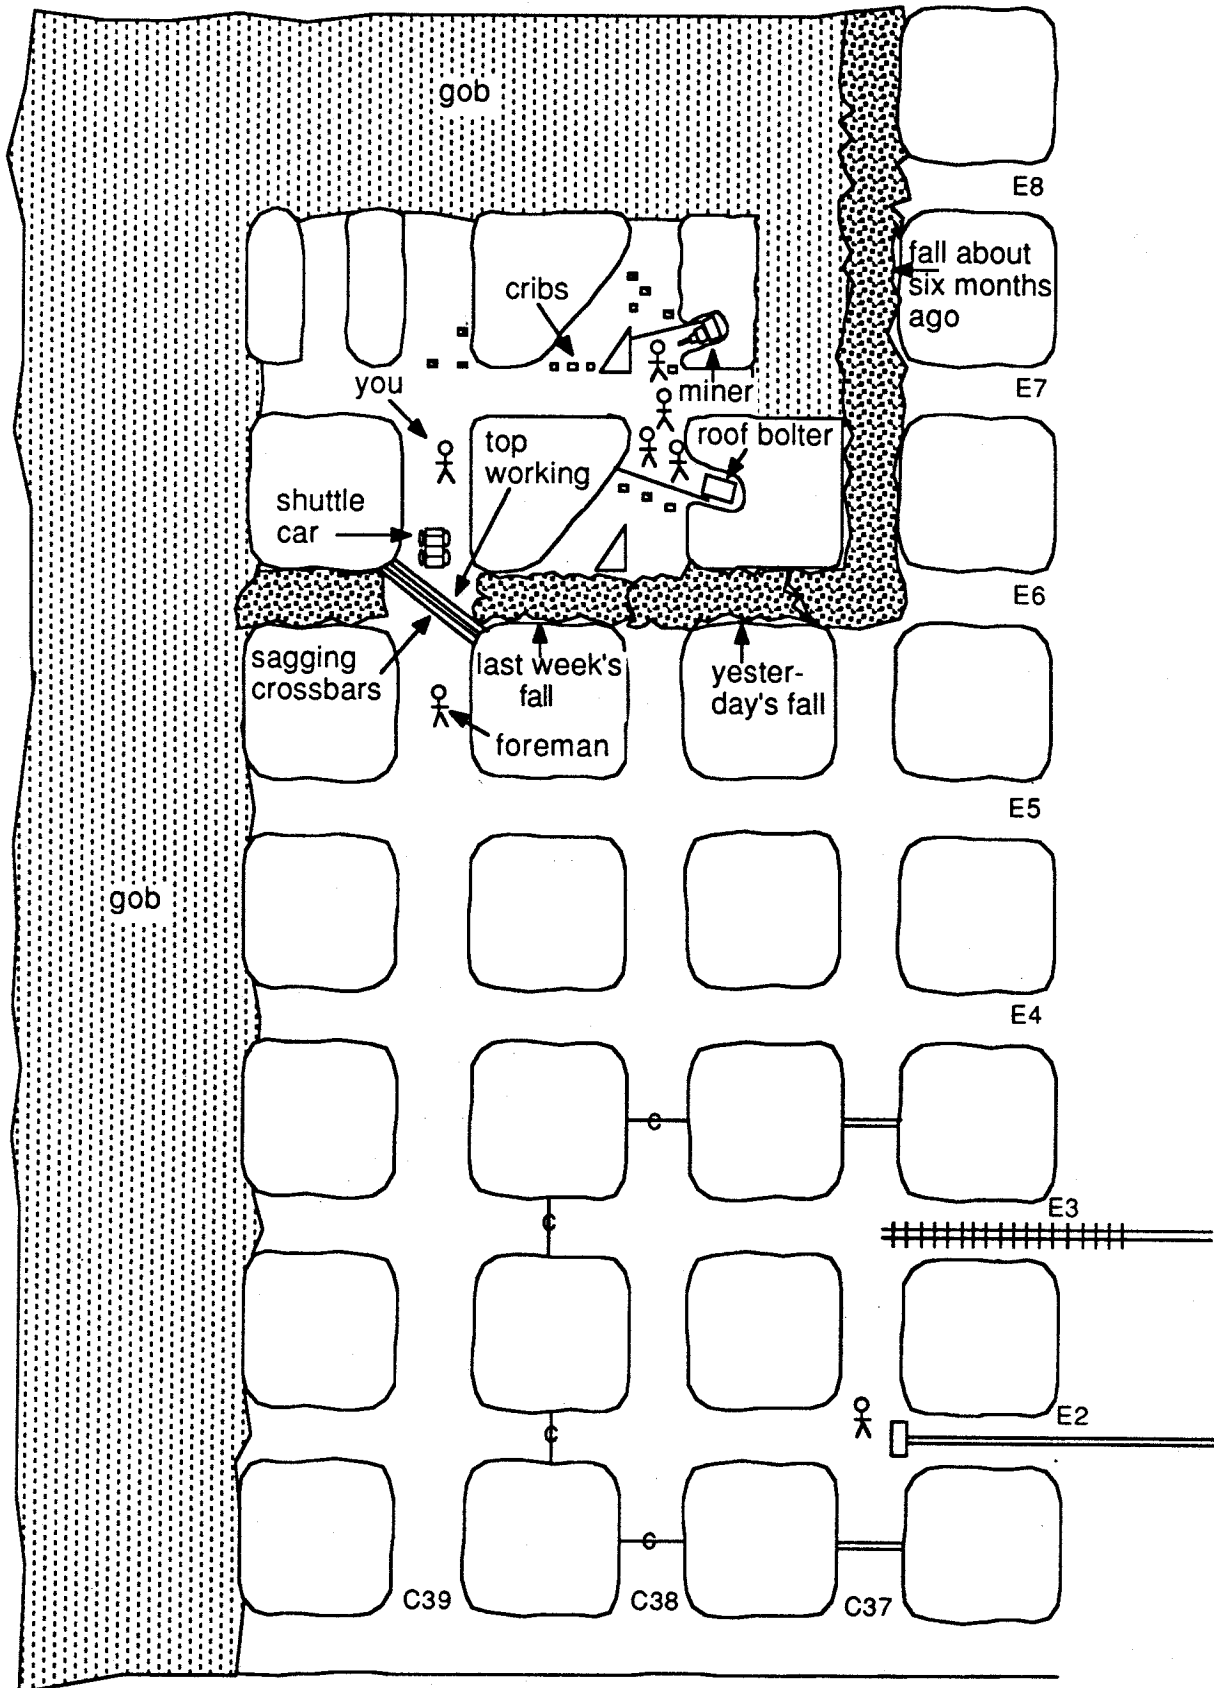 gob
E8
fall about
six months
ago
cribs
E7
you
miner
top
working
roof bolter
shuttle
car
E6
sagging
crossbars
last week's
fall
yester-
day's fall
foreman
E5
gob
E4
C
E3
C
E2
C
C
C39
C38
C37